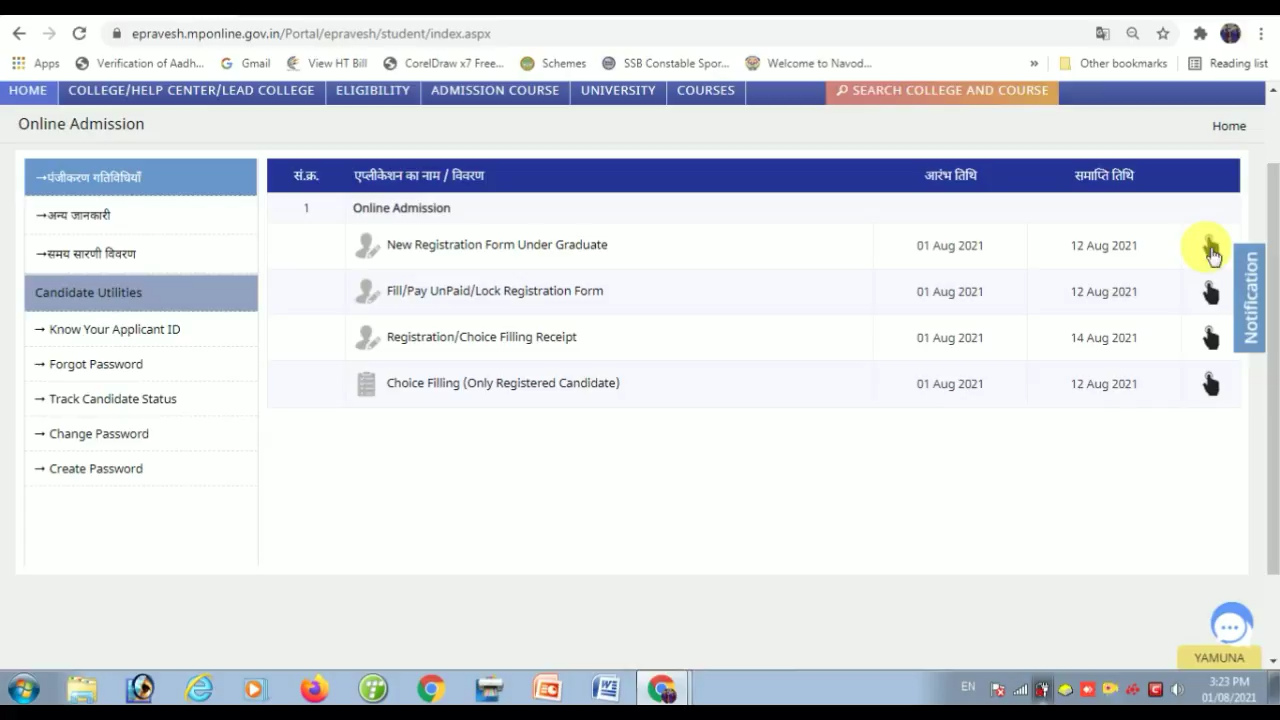 epravesh.mponline.gov.in/Portal/epravesh/student/index.aspx
Apps Verification of Aadh... Gmail View HT Bill CorelDraw x7 Free... Schemes SSB Constable Spor... Welcome to Navod... » Other bookmarks Reading list
HOME COLLEGE/HELP CENTER/LEAD COLLEGE ELIGIBILITY ADMISSION COURSE UNIVERSITY COURSES SEARCH COLLEGE AND COURSE
Online Admission Home
→पंजीकरण गतिविधियाँ
→अन्य जानकारी
→समय सारणी विवरण
Candidate Utilities
→ Know Your Applicant ID
→ Forgot Password
→ Track Candidate Status
→ Change Password
→ Create Password
सं.क्र. एप्लीकेशन का नाम / विवरण आरंभ तिथि समाप्ति तिथि
1 Online Admission
New Registration Form Under Graduate 01 Aug 2021 12 Aug 2021
Fill/Pay UnPaid/Lock Registration Form 01 Aug 2021 12 Aug 2021
Registration/Choice Filling Receipt 01 Aug 2021 14 Aug 2021
Choice Filling (Only Registered Candidate) 01 Aug 2021 12 Aug 2021
Notification
YAMUNA
EN 3:23 PM
01/08/2021